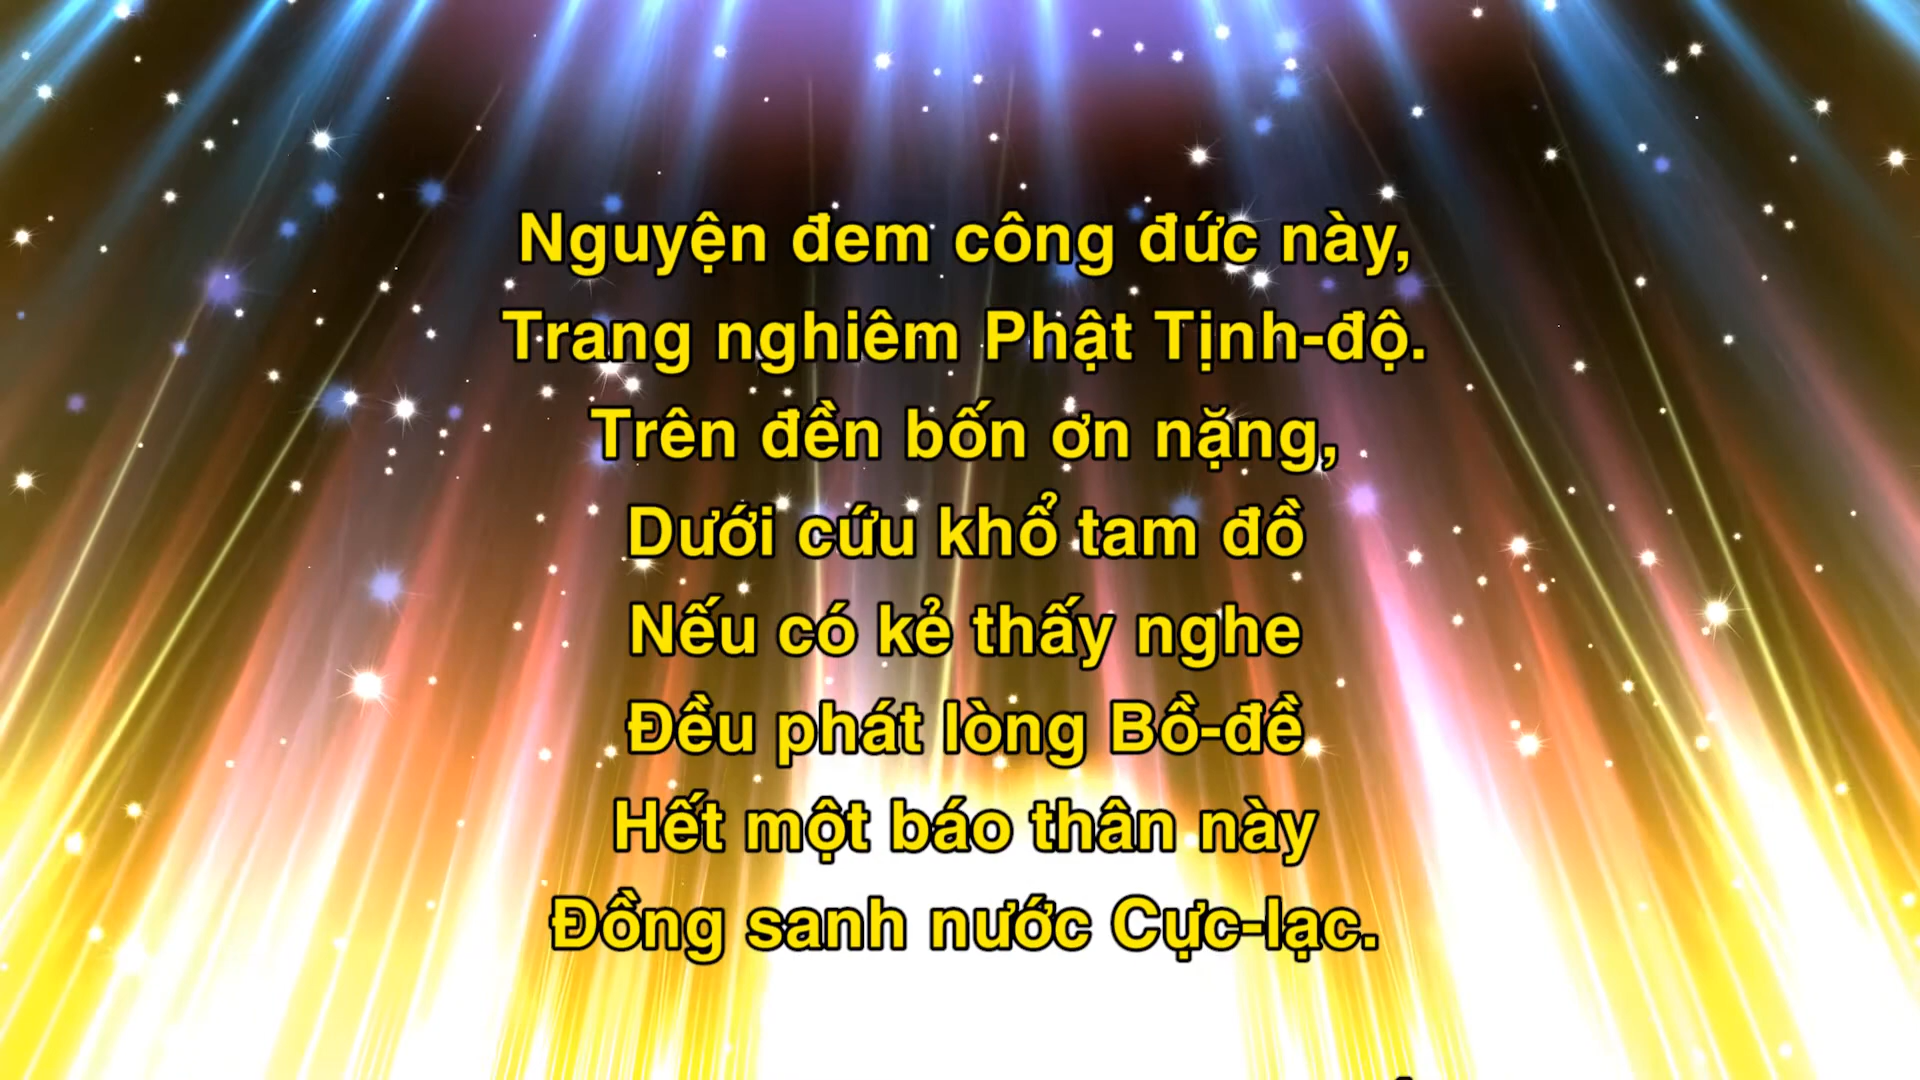 Nguyện đem công đức này,
Trang nghiêm Phật Tịnh-độ.
Trên đền bốn ơn nặng,
Dưới cứu khổ tam đồ
Nếu có kẻ thấy nghe
Đều phát lòng Bồ-đề
Hết một báo thân này
Đồng sanh nước Cực-lạc.